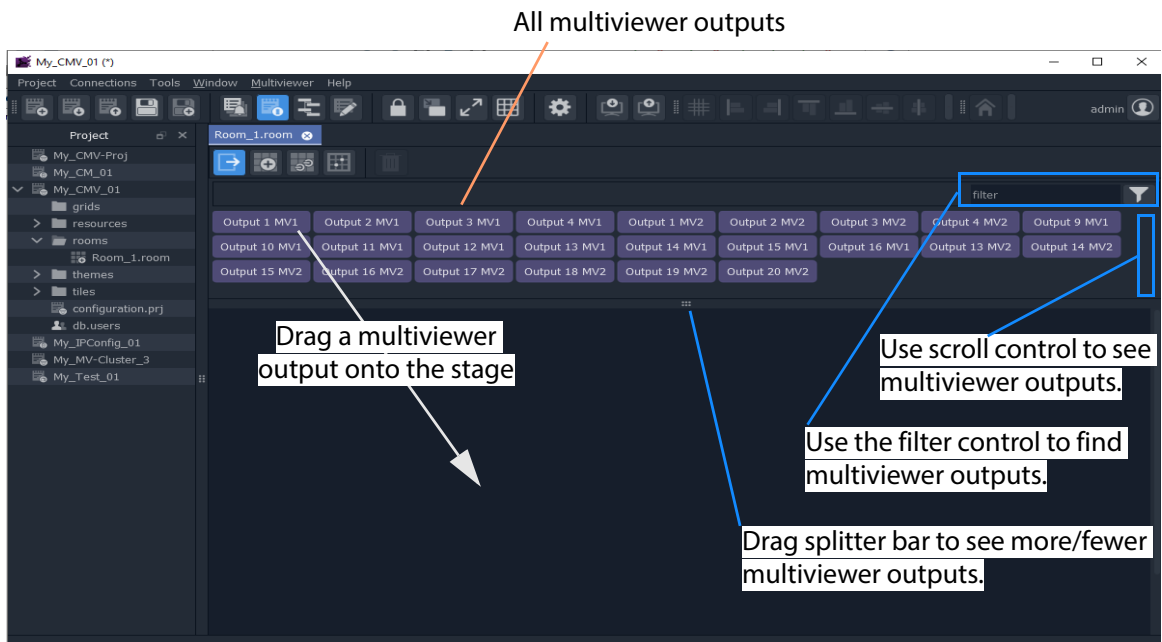 All multiviewer outputs
My_CMV_01 (*)
Project Connections Tools Window Multiviewer Help
admin
Project
Room_1.room
My_CMV-Proj
My_CM_01
My_CMV_01
grids
resources
rooms
Room_1.room
themes
tiles
configuration.prj
db.users
My_IPConfig_01
My_MV-Cluster_3
My_Test_01
filter
Output 1 MV1 Output 2 MV1 Output 3 MV1 Output 4 MV1 Output 1 MV2 Output 2 MV2 Output 3 MV2 Output 4 MV2 Output 9 MV1
Output 10 MV1 Output 11 MV1 Output 12 MV1 Output 13 MV1 Output 14 MV1 Output 15 MV1 Output 16 MV1 Output 13 MV2 Output 14 MV2
Output 15 MV2 Output 16 MV2 Output 17 MV2 Output 18 MV2 Output 19 MV2 Output 20 MV2
Drag a multiviewer
output onto the stage
Use scroll control to see
multiviewer outputs.
Use the filter control to find
multiviewer outputs.
Drag splitter bar to see more/fewer
multiviewer outputs.